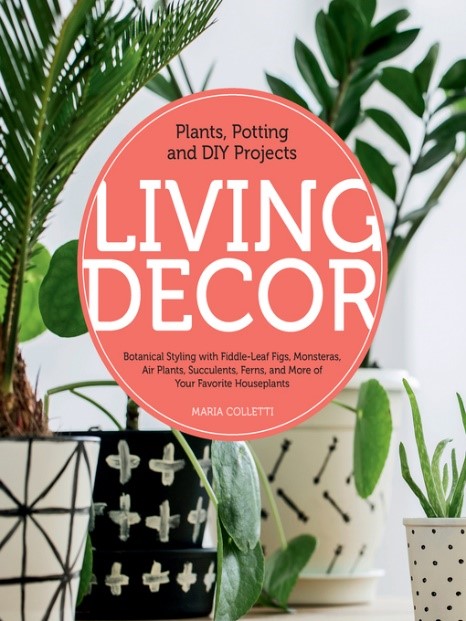 Plants, Potting
and DIY Projects
LIVING
DECOR
Botanical Styling with Fiddle-Leaf Figs, Monsteras,
Air Plants, Succulents, Ferns, and More of
Your Favorite Houseplants
MARIA COLLETTI